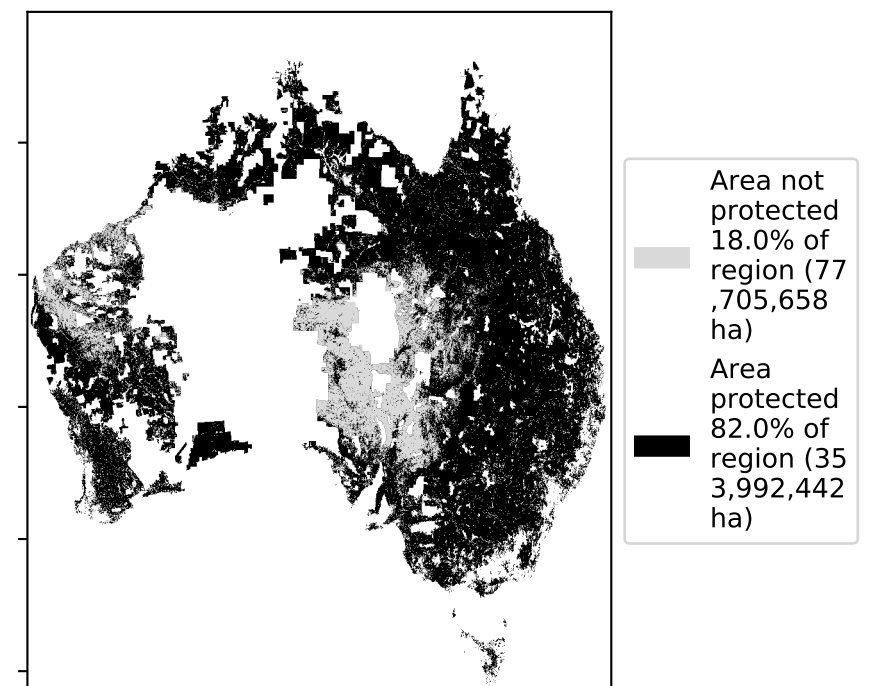 Area not
protected
18.0% of
region (77
,705,658
ha)
Area
protected
82.0% of
region (35
3,992,442
ha)